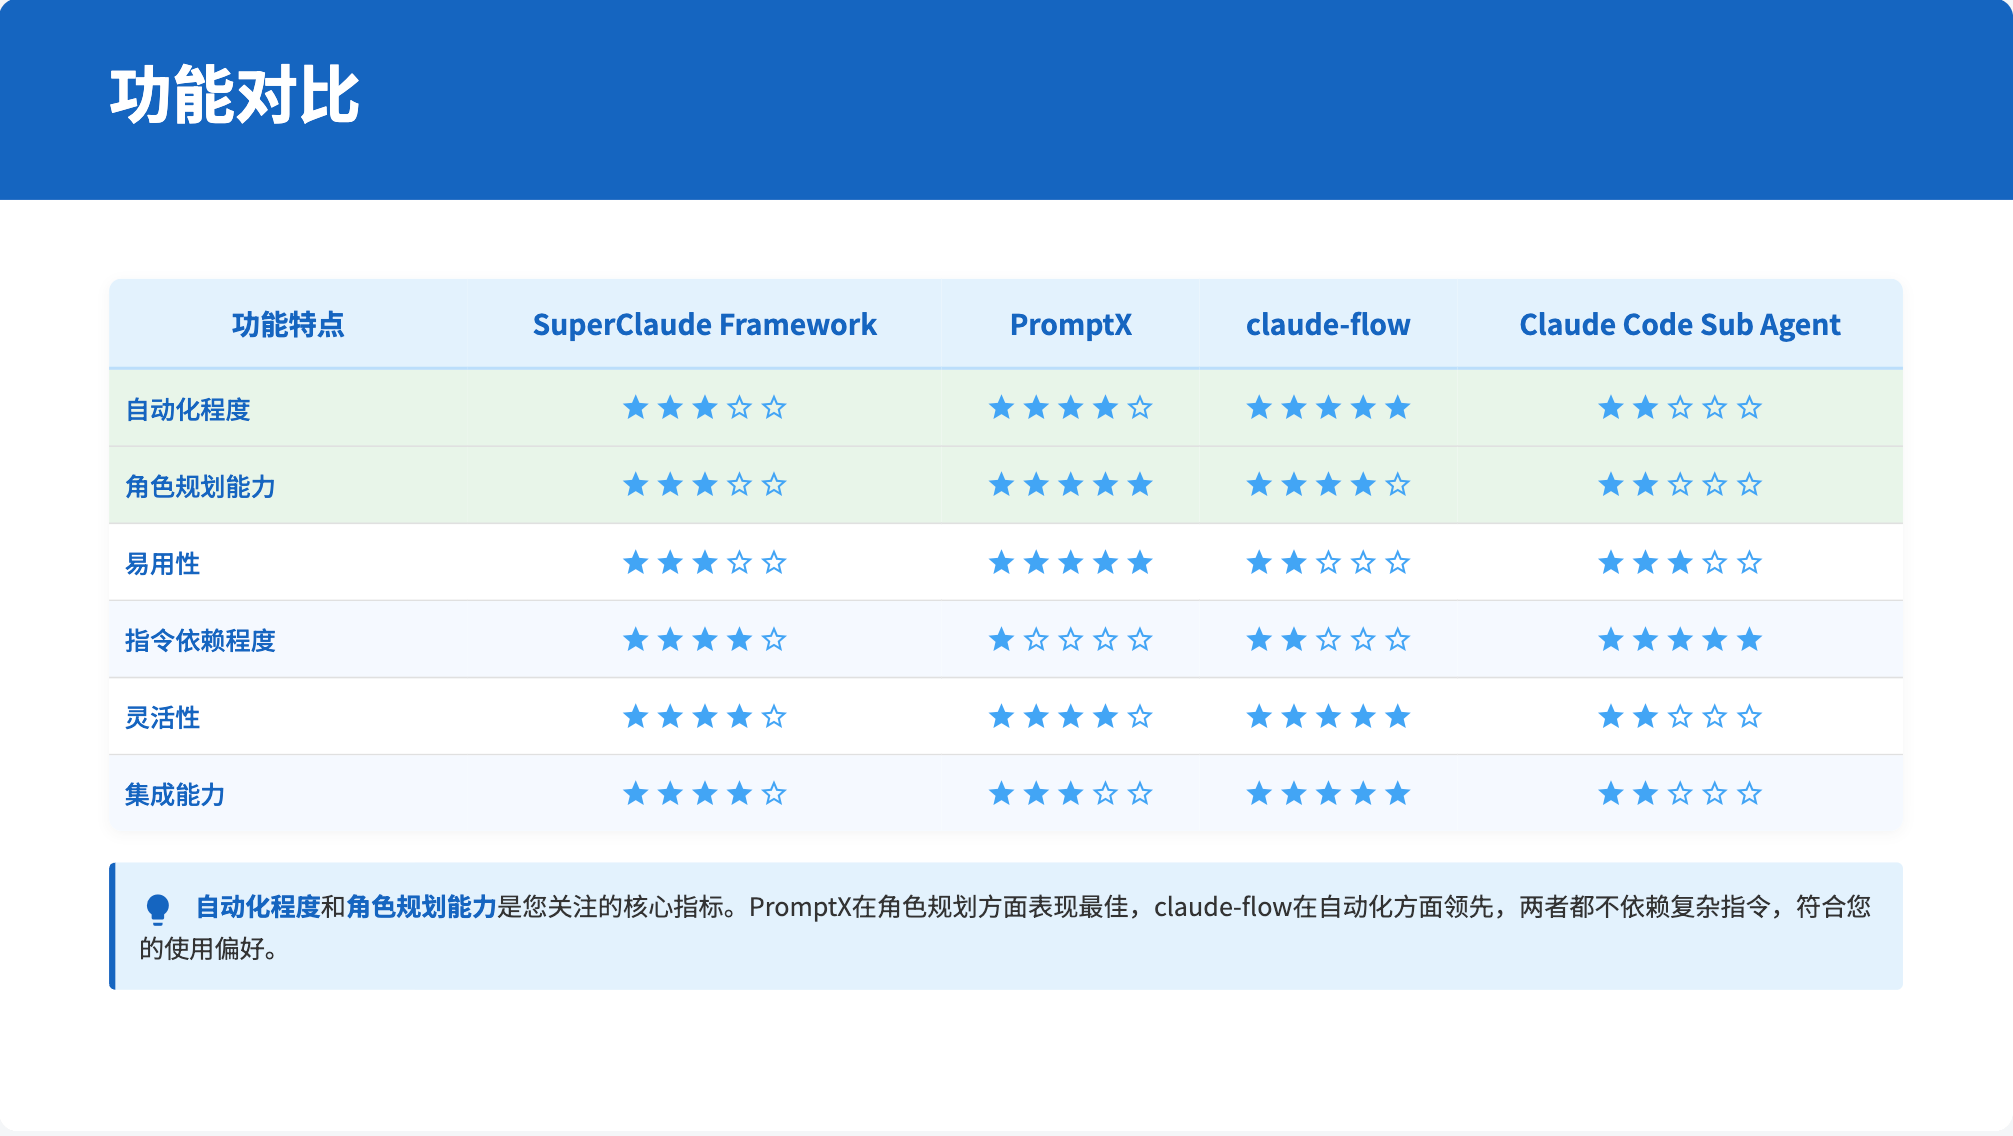 功能对比
功能特点 SuperClaude Framework PromptX claude-flow Claude Code Sub Agent
自动化程度 ★★★☆☆ ★★★★☆ ★★★★★ ★★☆☆☆
角色规划能力 ★★★☆☆ ★★★★★ ★★★★☆ ★★☆☆☆
易用性 ★★★☆☆ ★★★★★ ★★☆☆☆ ★★★☆☆
指令依赖程度 ★★★★☆ ★☆☆☆☆ ★★☆☆☆ ★★★★★
灵活性 ★★★★☆ ★★★★☆ ★★★★★ ★★☆☆☆
集成能力 ★★★★☆ ★★★☆☆ ★★★★★ ★★☆☆☆
自动化程度和角色规划能力是您关注的核心指标。PromptX在角色规划方面表现最佳，claude-flow在自动化方面领先，两者都不依赖复杂指令，符合您
的使用偏好。